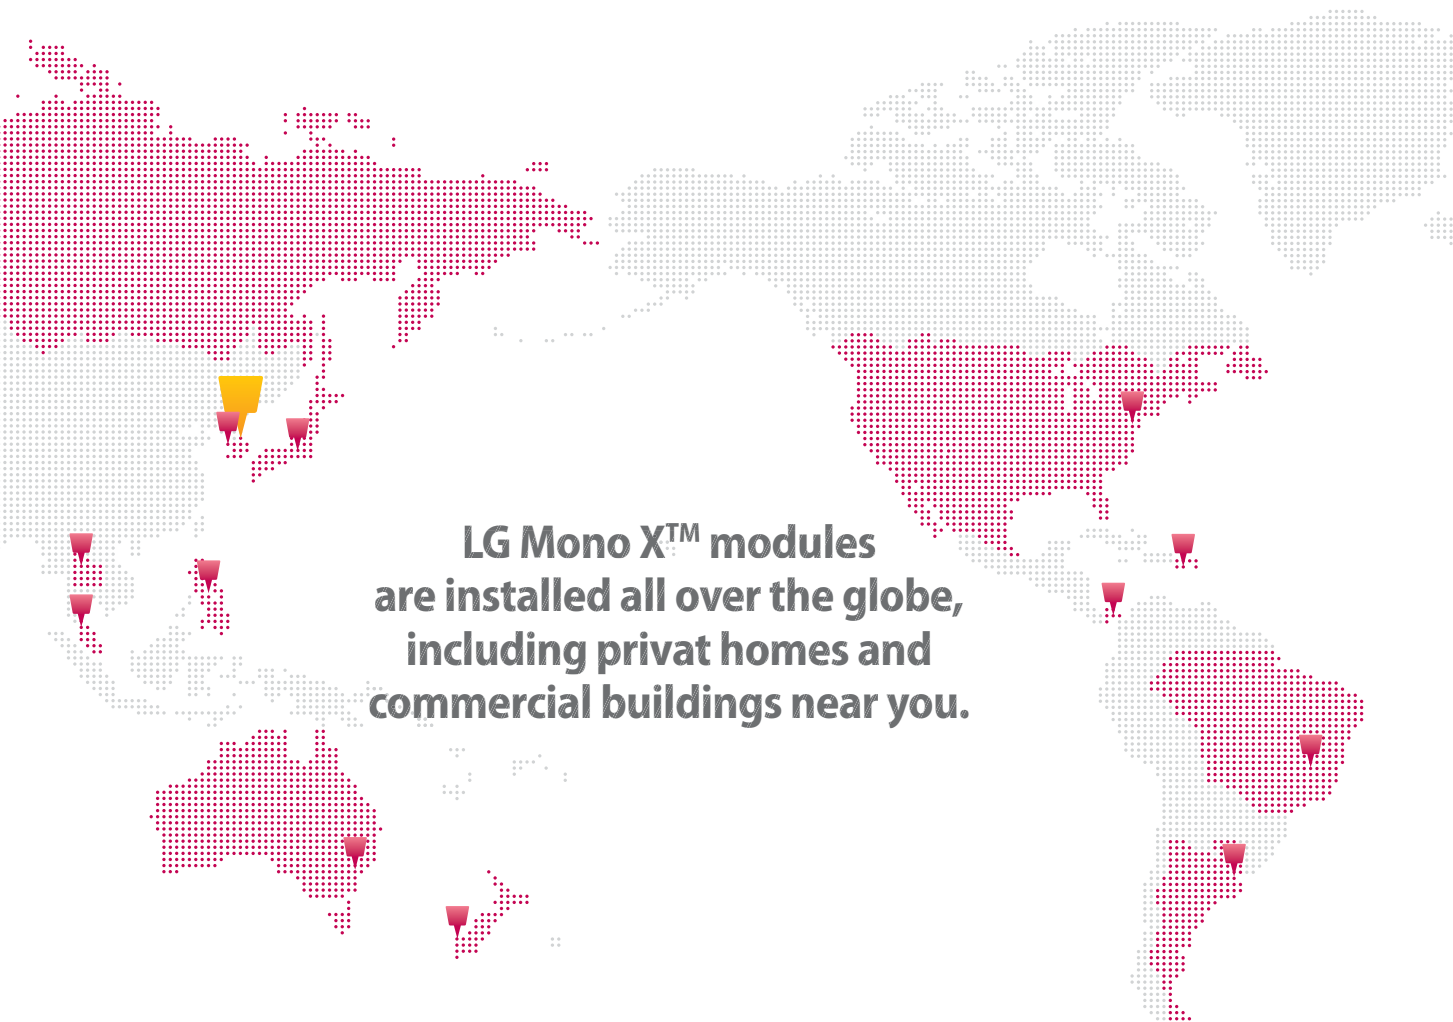 LG Mono X™ modules
are installed all over the globe,
including privat homes and
commercial buildings near you.